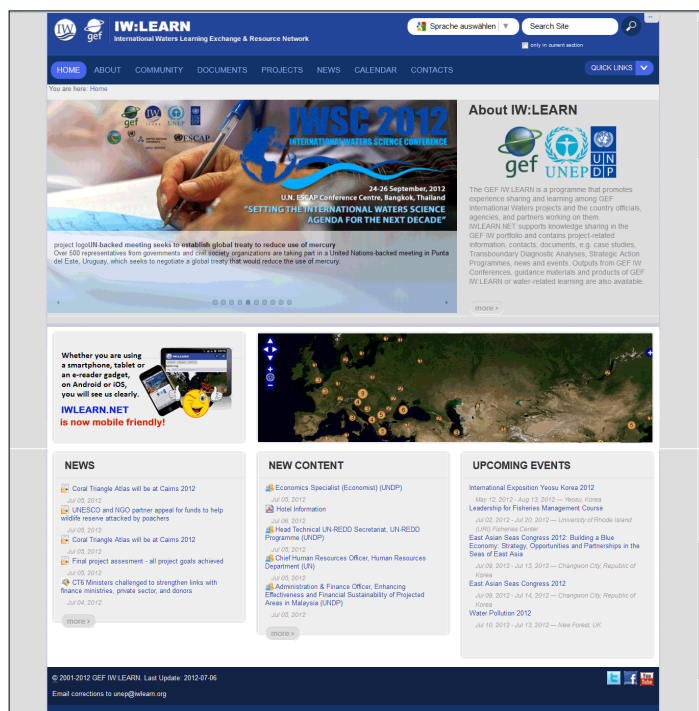 IW:LEARN
International Waters Learning Exchange & Resource Network
gef
Sprache auswählen ▼
Search Site
only in current section
HOME ABOUT COMMUNITY DOCUMENTS PROJECTS NEWS CALENDAR CONTACTS
QUICK LINKS
You are here: Home
gef
UNEP
ESCAP
IWSC 2012
INTERNATIONAL WATERS SCIENCE CONFERENCE
24-26 September, 2012
U.N. ESCAP Conference Centre, Bangkok, Thailand
"SETTING THE INTERNATIONAL WATERS SCIENCE
AGENDA FOR THE NEXT DECADE"
project logoUN-backed meeting seeks to establish global treaty to reduce use of mercury
Over 500 representatives from governments and civil society organizations are taking part in a United Nations-backed meeting in Punta
del Este, Uruguay, which seeks to negotiate a global treaty that would reduce the use of mercury.
About IW:LEARN
gef
UNEP
UN
DP
The GEF IW:LEARN is a programme that promotes
experience sharing and learning among GEF
International Waters projects and the country officials,
agencies, and partners working on them.
IWLEARN.NET supports knowledge sharing in the
GEF IW portfolio and contains project-related
information, contacts, documents, e.g. case studies,
Transboundary Diagnostic Analyses, Strategic Action
Programmes, news and events. Outputs from GEF IW
Conferences, guidance materials and products of GEF
IW:LEARN or water-related learning are also available.
more >
Whether you are using
a smartphone, tablet or
an e-reader gadget,
on Android or iOS,
you will see us clearly.
IWLEARN.NET
is now mobile friendly!
NEWS
Coral Triangle Atlas will be at Cairns 2012
Jul 05, 2012
UNESCO and NGO partner appeal for funds to help
wildlife reserve attacked by poachers
Jul 05, 2012
Coral Triangle Atlas will be at Cairns 2012
Jul 05, 2012
Final project assesment - all project goals achieved
Jul 05, 2012
CT6 Ministers challenged to strengthen links with
finance ministries, private sector, and donors
Jul 04, 2012
more >
NEW CONTENT
Economics Specialist (Economist) (UNDP)
Jul 05, 2012
Hotel Information
Jul 06, 2012
Head Technical UN-REDD Secretariat, UN-REDD
Programme (UNDP)
Jul 05, 2012
Chief Human Resources Officer, Human Resources
Department (UN)
Jul 05, 2012
Administration & Finance Officer, Enhancing
Effectiveness and Financial Sustainability of Projected
Areas in Malaysia (UNDP)
Jul 05, 2012
more >
UPCOMING EVENTS
International Exposition Yeosu Korea 2012
May 12, 2012 - Aug 13, 2012 — Yeosu, Korea
Leadership for Fisheries Management Course
Jul 02, 2012 - Jul 20, 2012 — University of Rhode Island
(URI) Fisheries Center
East Asian Seas Congress 2012: Building a Blue
Economy: Strategy, Opportunities and Partnerships in the
Seas of East Asia
Jul 09, 2012 - Jul 13, 2012 — Changwon City, Republic of
Korea
East Asian Seas Congress 2012
Jul 09, 2012 - Jul 14, 2012 — Changwon City, Republic of
Korea
Water Pollution 2012
Jul 10, 2012 - Jul 13, 2012 — New Forest, UK
© 2001-2012 GEF IW:LEARN. Last Update: 2012-07-06
Email corrections to unep@iwlearn.org
You
Tube